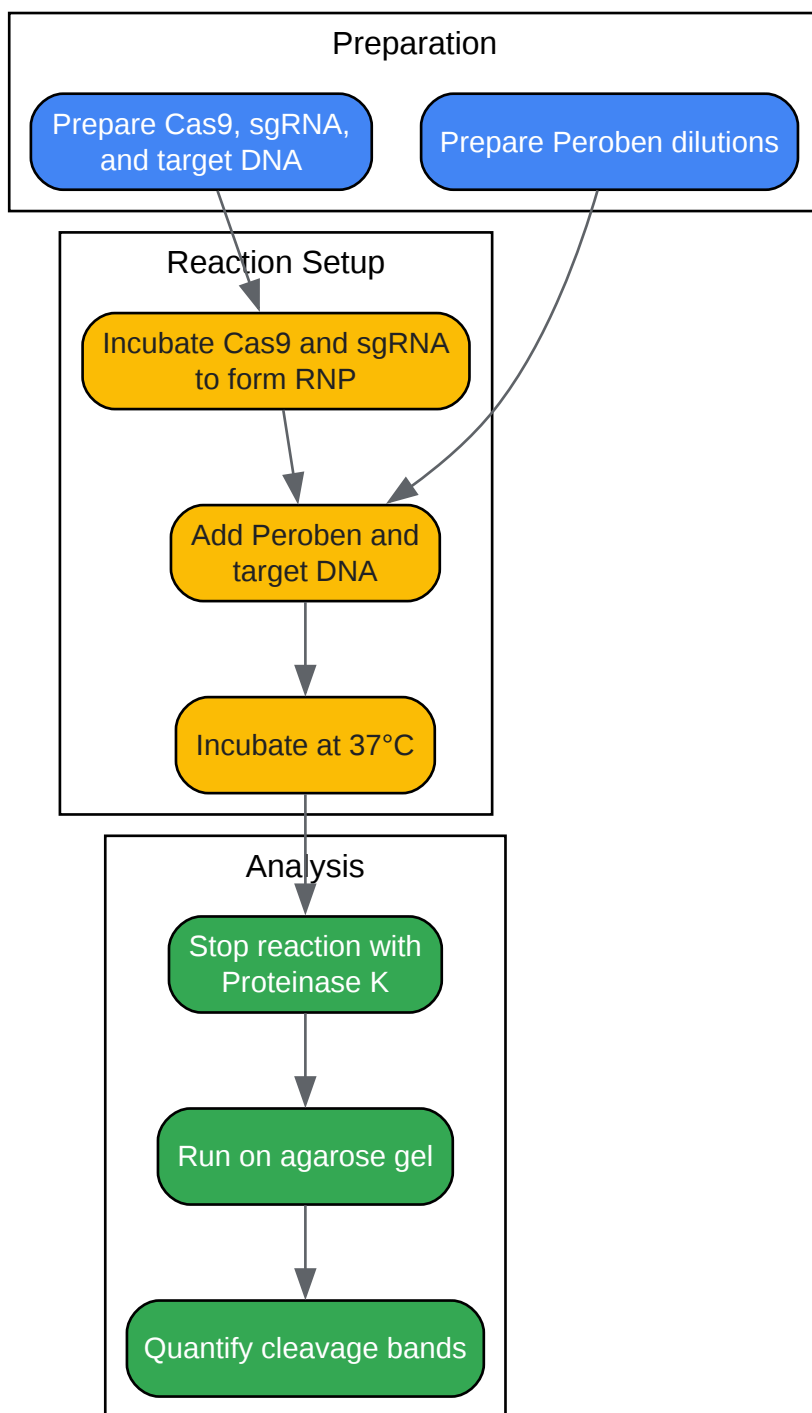 Preparation
Prepare Cas9, sgRNA,
and target DNA
Prepare Peroben dilutions
Reaction Setup
Incubate Cas9 and sgRNA
to form RNP
Add Peroben and
target DNA
Incubate at 37°C
Analysis
Stop reaction with
Proteinase K
Run on agarose gel
Quantify cleavage bands